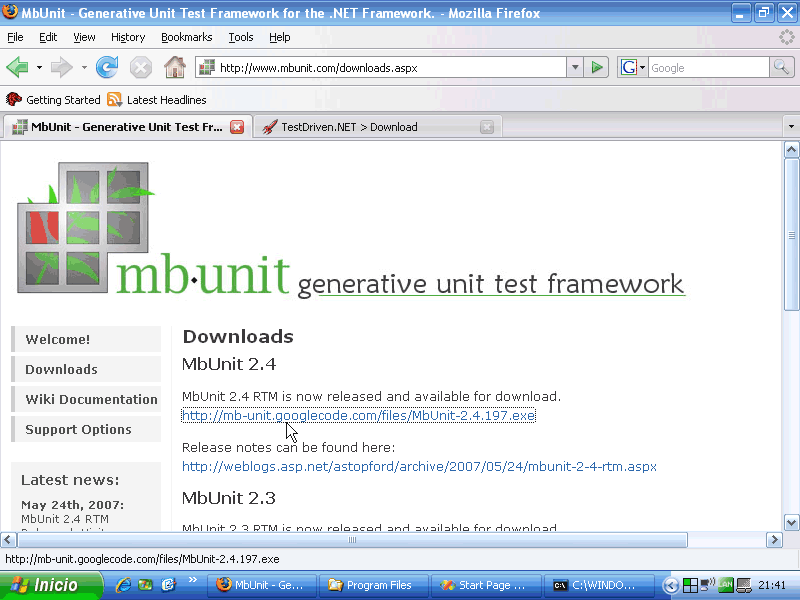 MbUnit - Generative Unit Test Framework for the .NET Framework. - Mozilla Firefox
File Edit View History Bookmarks Tools Help
http://www.mbunit.com/downloads.aspx
G Google
Getting Started Latest Headlines
MbUnit - Generative Unit Test Fr... TestDriven.NET > Download
mb·unit generative unit test framework
Welcome!
Downloads
Wiki Documentation
Support Options
Latest news:
May 24th, 2007:
MbUnit 2.4 RTM
Downloads
MbUnit 2.4
MbUnit 2.4 RTM is now released and available for download.
http://mb-unit.googlecode.com/files/MbUnit-2.4.197.exe
Release notes can be found here:
http://weblogs.asp.net/astopford/archive/2007/05/24/mbunit-2-4-rtm.aspx
MbUnit 2.3
MbUnit 2.3 RTM is now released and available for download.
http://mb-unit.googlecode.com/files/MbUnit-2.4.197.exe
Inicio MbUnit - Ge... Program Files Start Page ... C:\WINDO... 21:41